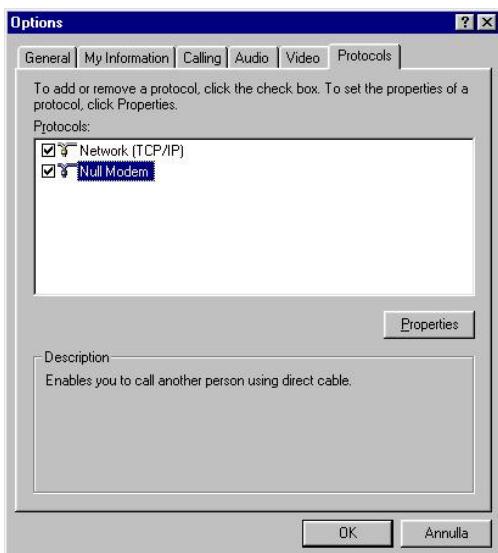 Options
General My Information Calling Audio Video Protocols
To add or remove a protocol, click the check box. To set the properties of a
protocol, click Properties.
Protocols:
Network (TCP/IP)
Null Modem
Properties
Description
Enables you to call another person using direct cable.
OK Annulla